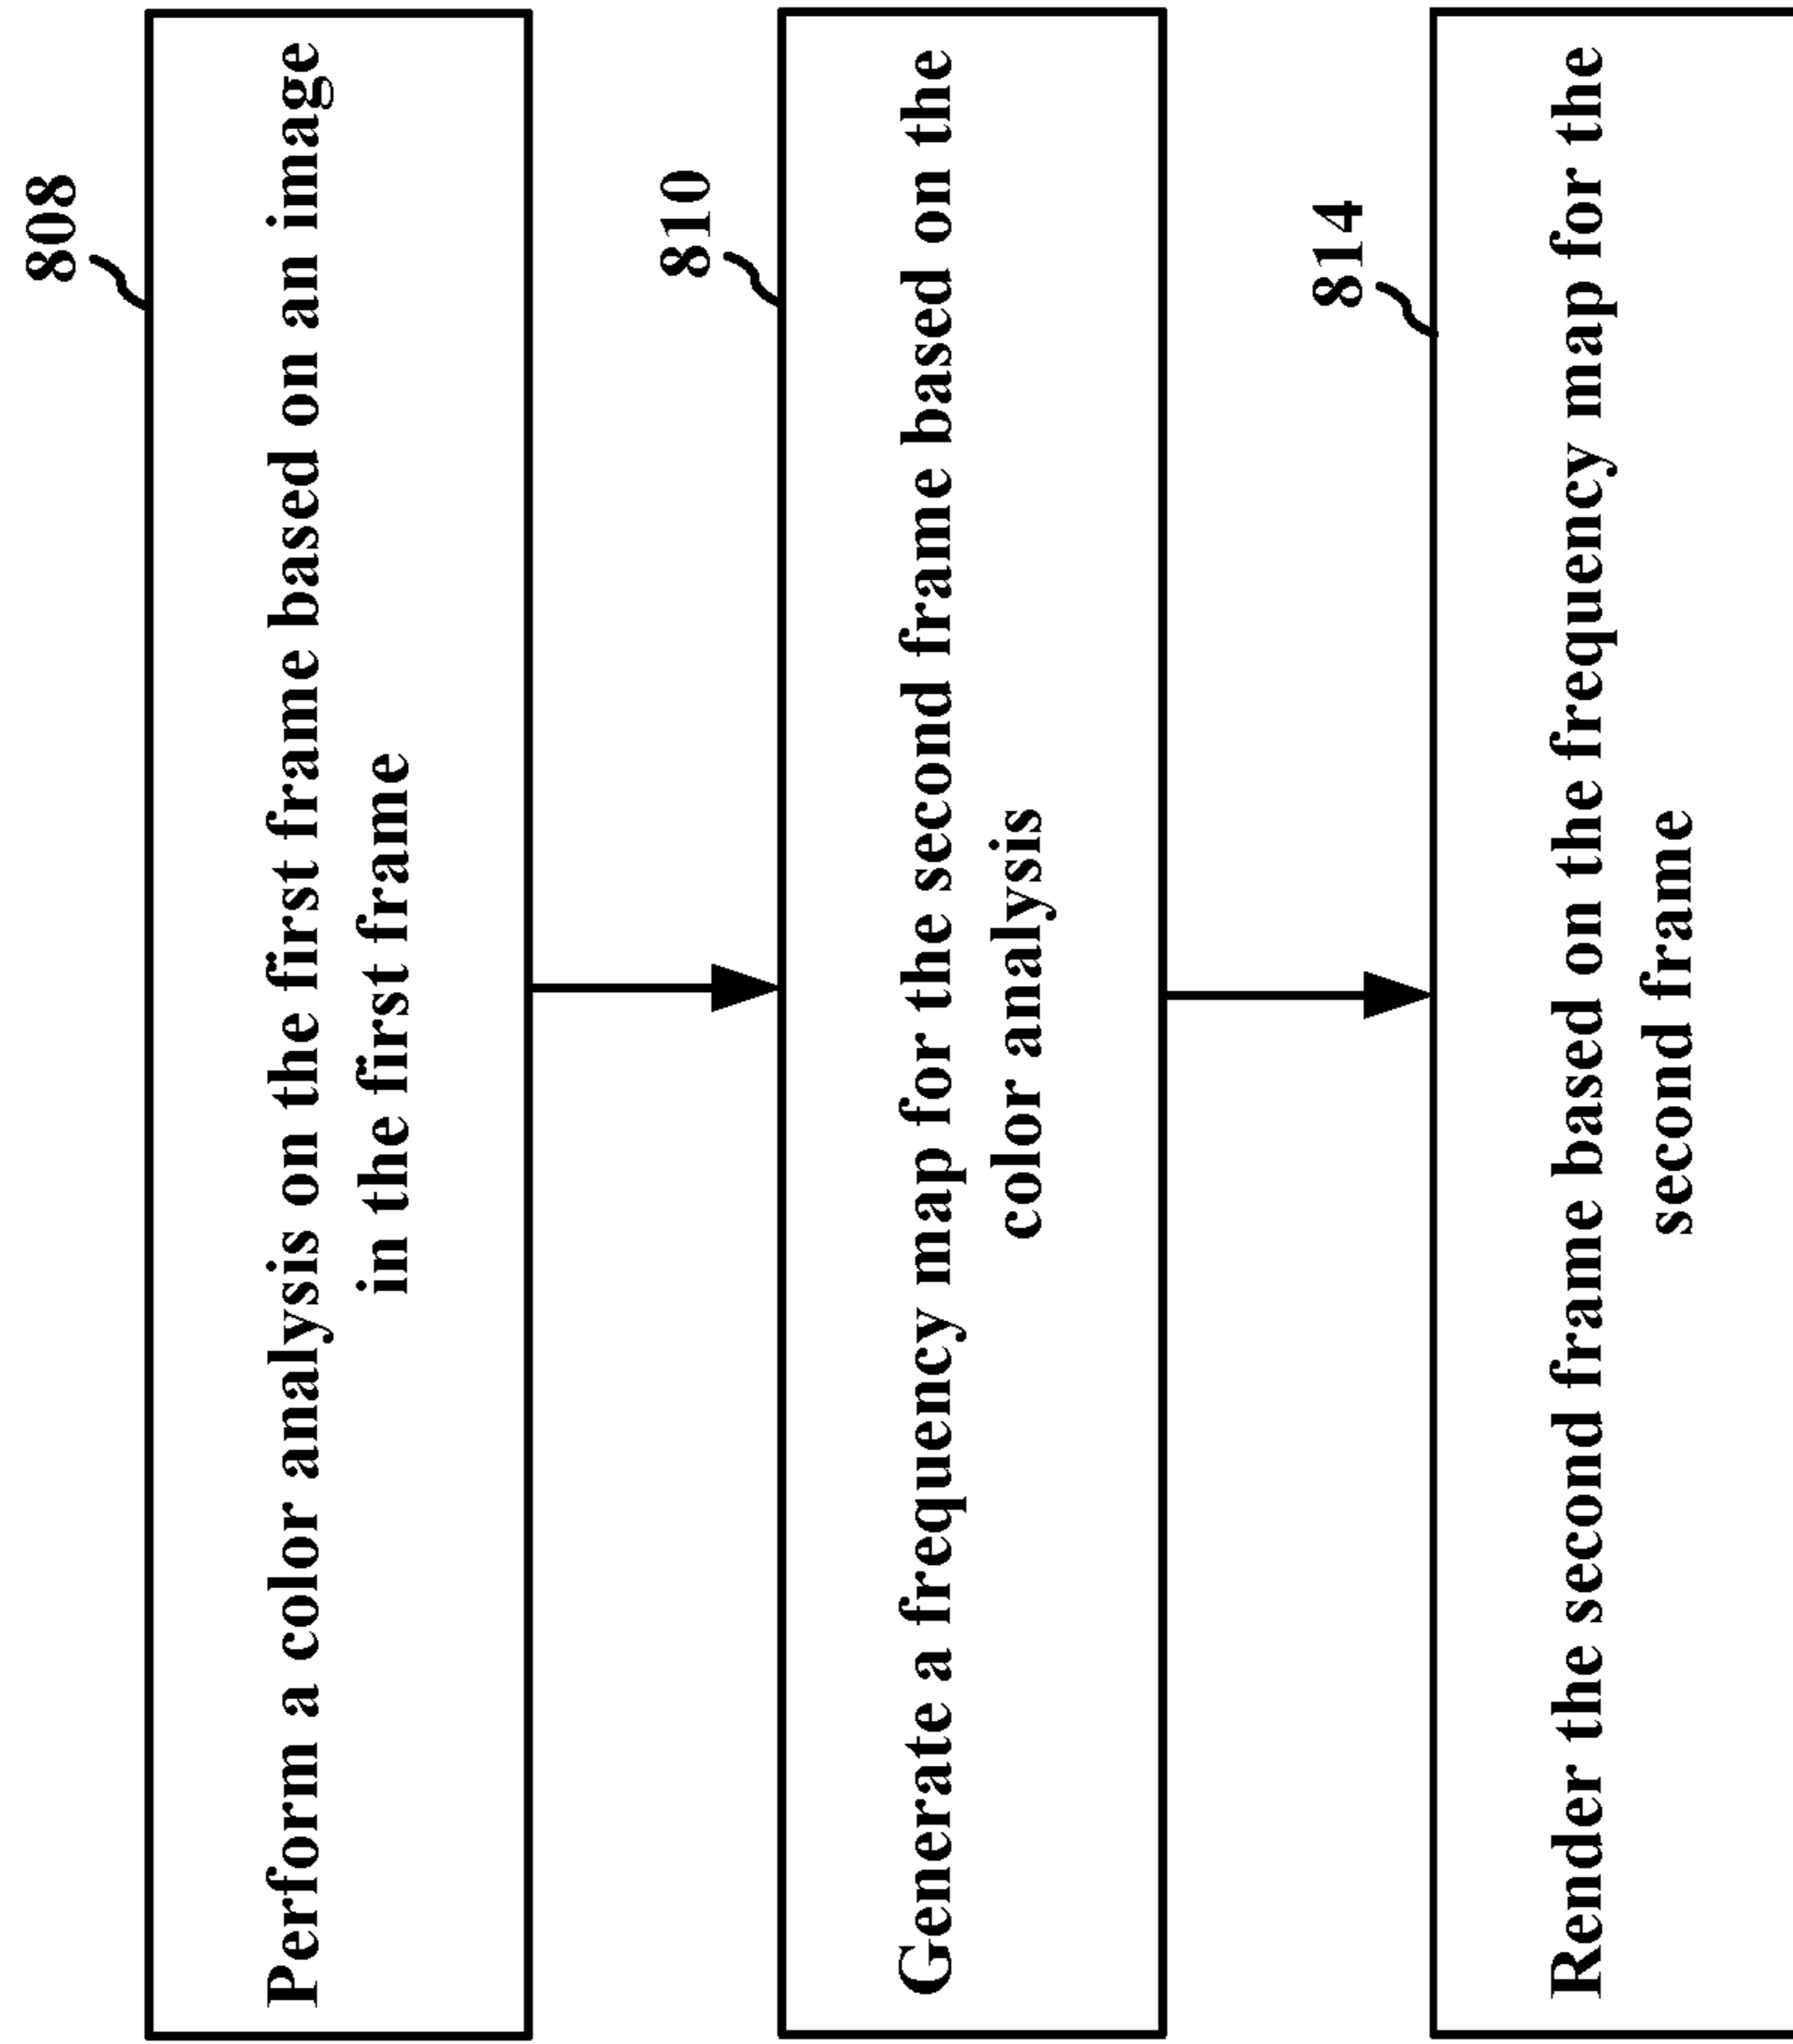 808
Perform a color analysis on the first frame based on an image
in the first frame
810
Generate a frequency map for the second frame based on the
color analysis
814
Render the second frame based on the frequency map for the
second frame